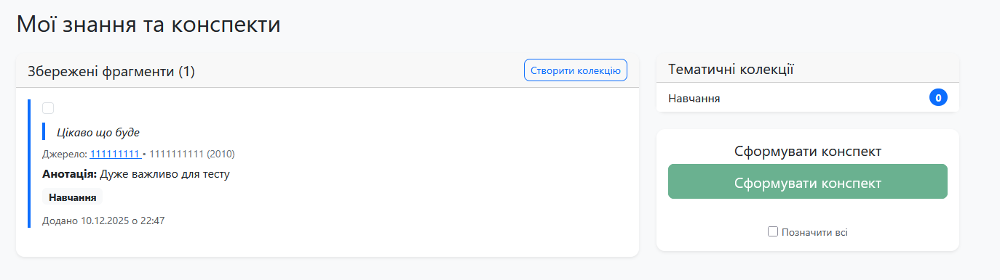 Мої знання та конспекти
Збережені фрагменти (1)
Створити колекцію
Цікаво що буде
Джерело: 111111111 • 1111111111 (2010)
Анотація: Дуже важливо для тесту
Навчання
Додано 10.12.2025 о 22:47
Тематичні колекції
Навчання 0
Сформувати конспект
Сформувати конспект
Позначити всі